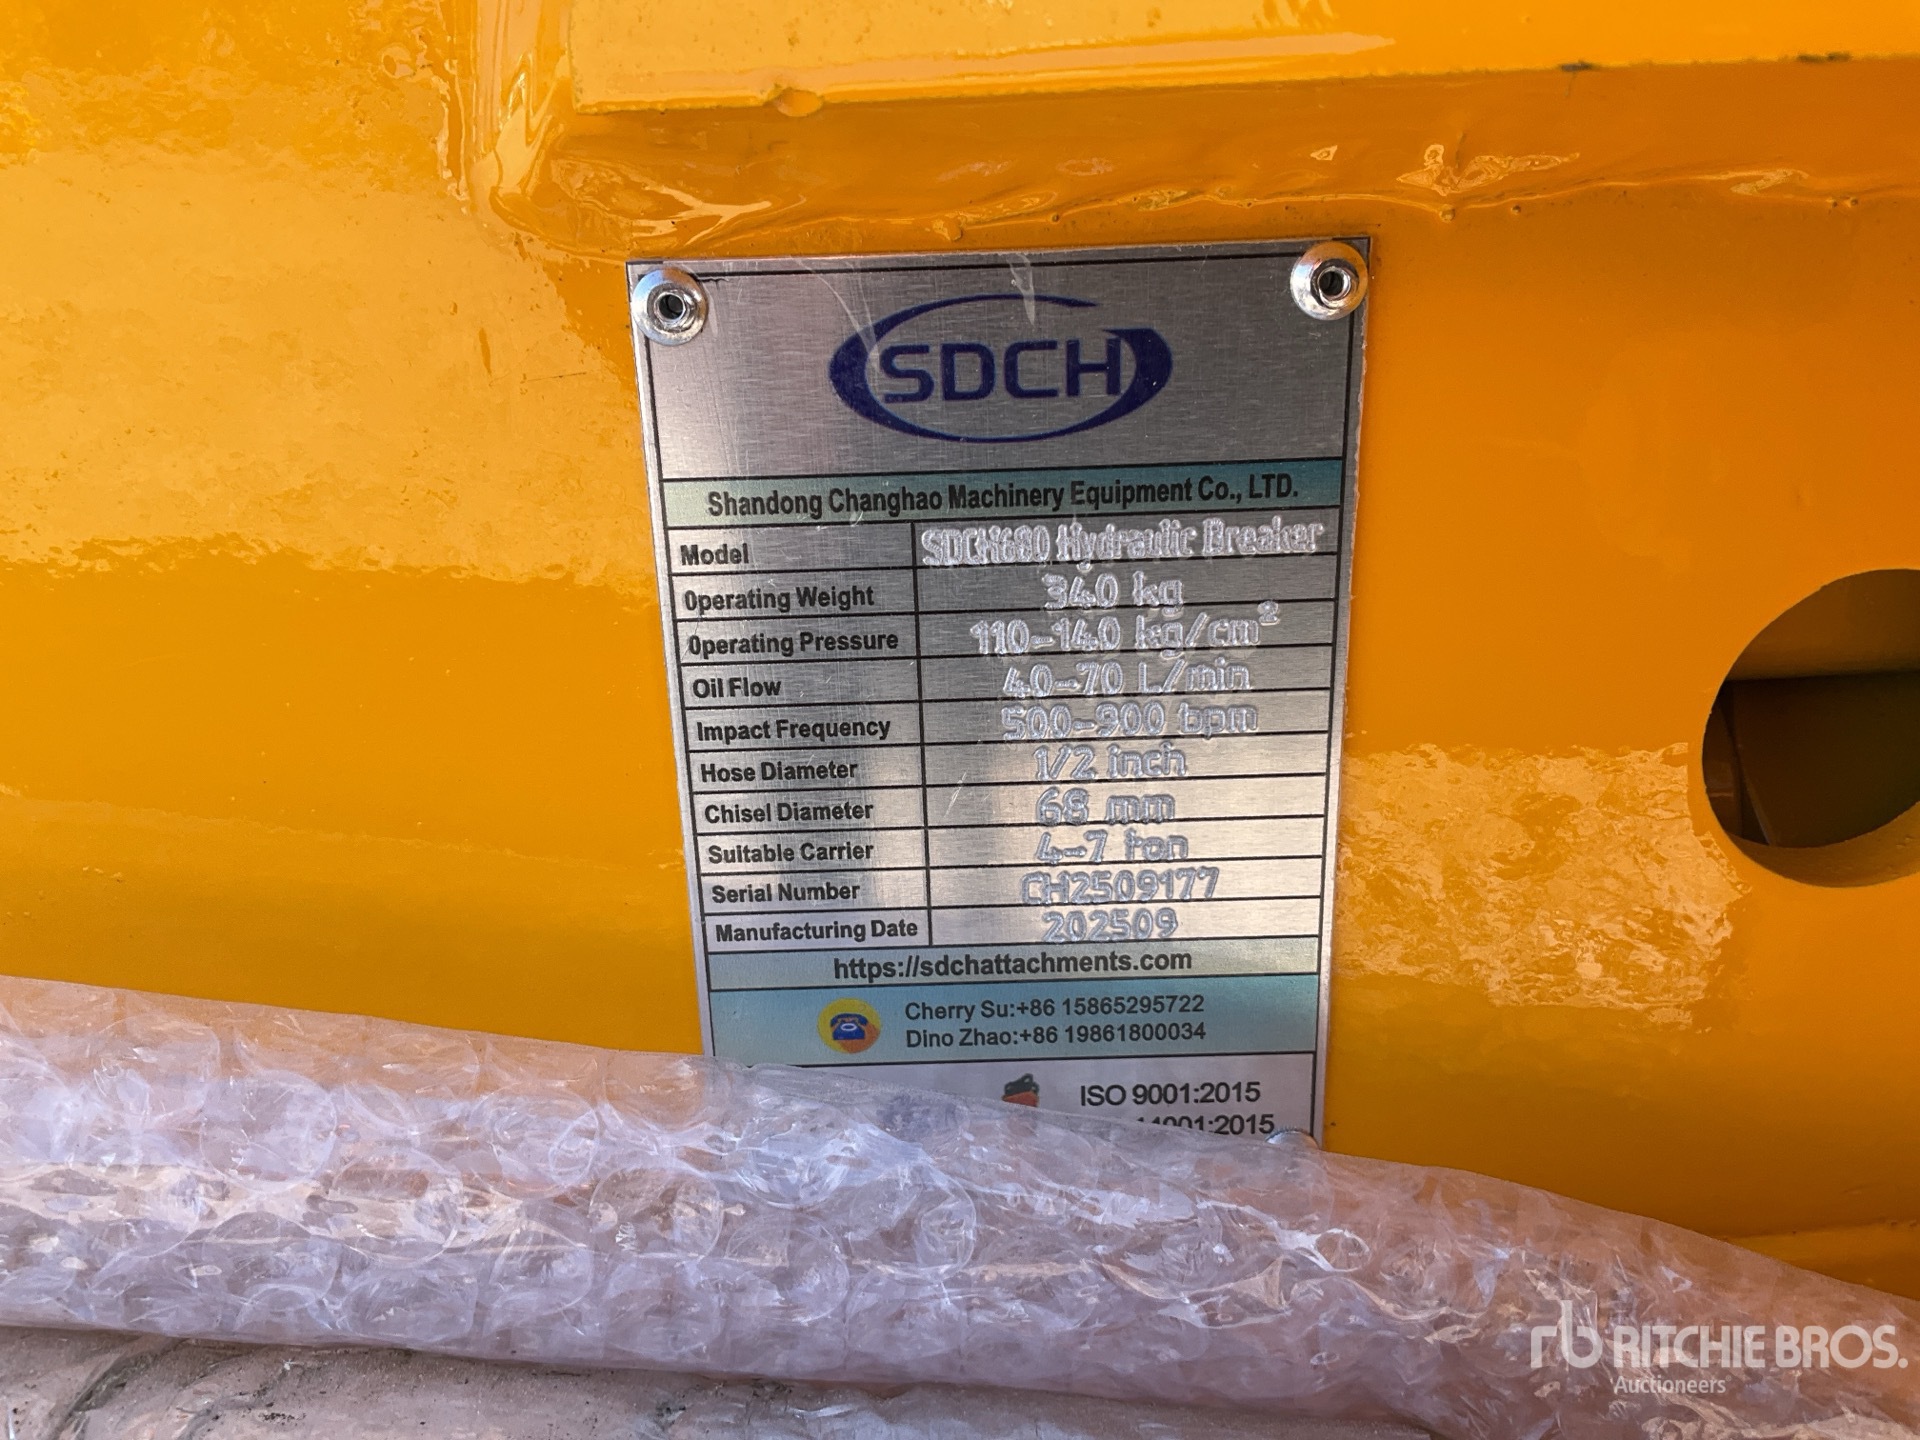 SDCH
Shandong Changhao Machinery Equipment Co., LTD.
Model SDCH680 Hydraulic Breaker
Operating Weight 340 kg
Operating Pressure 110-140 kg/cm²
Oil Flow 40-70 L/min
Impact Frequency 500-900 bpm
Hose Diameter 1/2 inch
Chisel Diameter 68 mm
Suitable Carrier 4-7 ton
Serial Number CH2509177
Manufacturing Date 202509
https://sdchattachments.com
Cherry Su:+86 15865295722
Dino Zhao:+86 19861800034
ISO 9001:2015
14001:2015
rb RITCHIE BROS.
Auctioneers